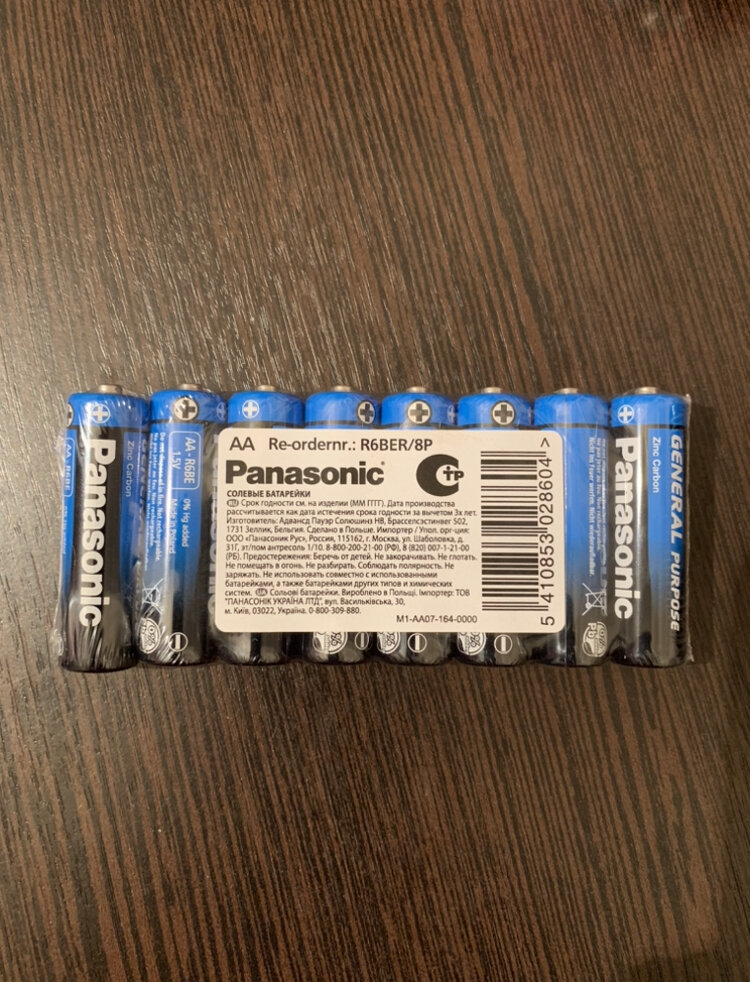 AA Re-ordernr.: R6BER/8P
Panasonic
СОЛЕВЫЕ БАТАРЕЙКИ
RU Срок годности см. на изделии (ММ ГГГГ). Дата производства
рассчитывается как дата истечения срока годности за вычетом 3х лет.
Изготовитель: Адвансд Пауэр Солюшнз НВ, Брасселстинвег 502,
1731 Зеллик, Бельгия. Сделано в Польше. Импортер / Упол. орг-ция:
ООО «Панасоник Рус», Россия, 115162, г. Москва, ул. Шаболовка, д.
31Г, эт/пом антресоль 1/10. 8-800-200-21-00 (РФ), 8 (820) 007-1-21-00
(РБ). Предостережения: Беречь от детей. Не закорачивать. Не глотать.
Не помещать в огонь. Не разбирать. Соблюдать полярность. Не
заряжать. Не использовать совместно с использованными
батарейками, а также батарейками других типов и химических
систем. UA Сольові батарейки. Вироблено в Польщі. Імпортер: ТОВ
"ПАНАСОНІК УКРАЇНА ЛТД", вул. Васильківська, 30,
м. Київ, 03022, Україна. 0-800-309-880.
M1-AA07-164-0000
5 410853 028604 >
AA - R6BE
Panasonic
Zinc Carbon
AA - R6BE
1.5V
0% Hg added
Made in Poland
Zinc Carbon
Panasonic
GENERAL PURPOSE
Pb